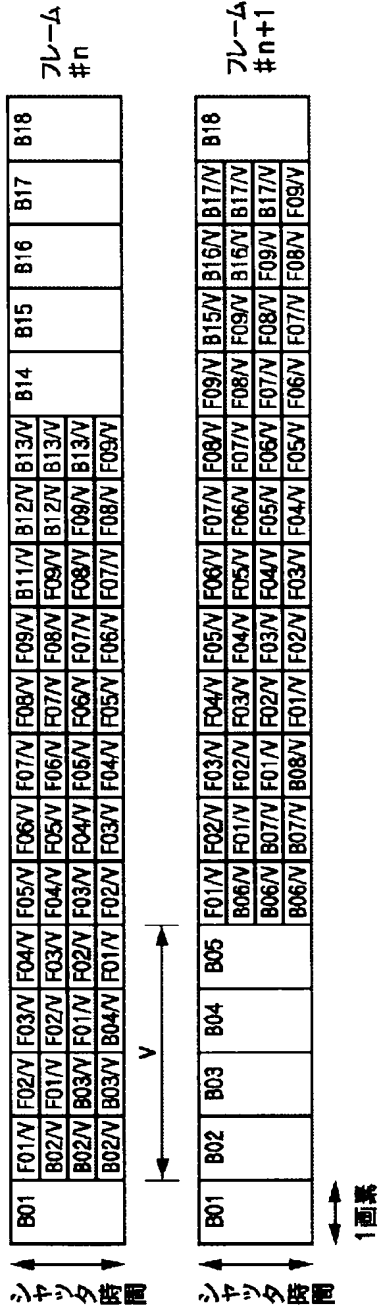 シャッタ時間
B01 F01/V F02/V F03/V F04/V F05/V F06/V F07/V F08/V F09/V B11/V B12/V B13/V B14 B15 B16 B17 B18
B02/V F01/V F02/V F03/V F04/V F05/V F06/V F07/V F08/V F09/V B12/V B13/V
B02/V B03/V F01/V F02/V F03/V F04/V F05/V F06/V F07/V F08/V F09/V B13/V
B02/V B03/V B04/V F01/V F02/V F03/V F04/V F05/V F06/V F07/V F08/V F09/V
フレーム
#n
V
シャッタ時間
B01 B02 B03 B04 B05 F01/V F02/V F03/V F04/V F05/V F06/V F07/V F08/V F09/V B15/V B16/V B17/V B18
B06/V F01/V F02/V F03/V F04/V F05/V F06/V F07/V F08/V F09/V B16/V B17/V
B06/V B07/V F01/V F02/V F03/V F04/V F05/V F06/V F07/V F08/V F09/V B17/V
B06/V B07/V B08/V F01/V F02/V F03/V F04/V F05/V F06/V F07/V F08/V F09/V
フレーム
#n+1
1画素